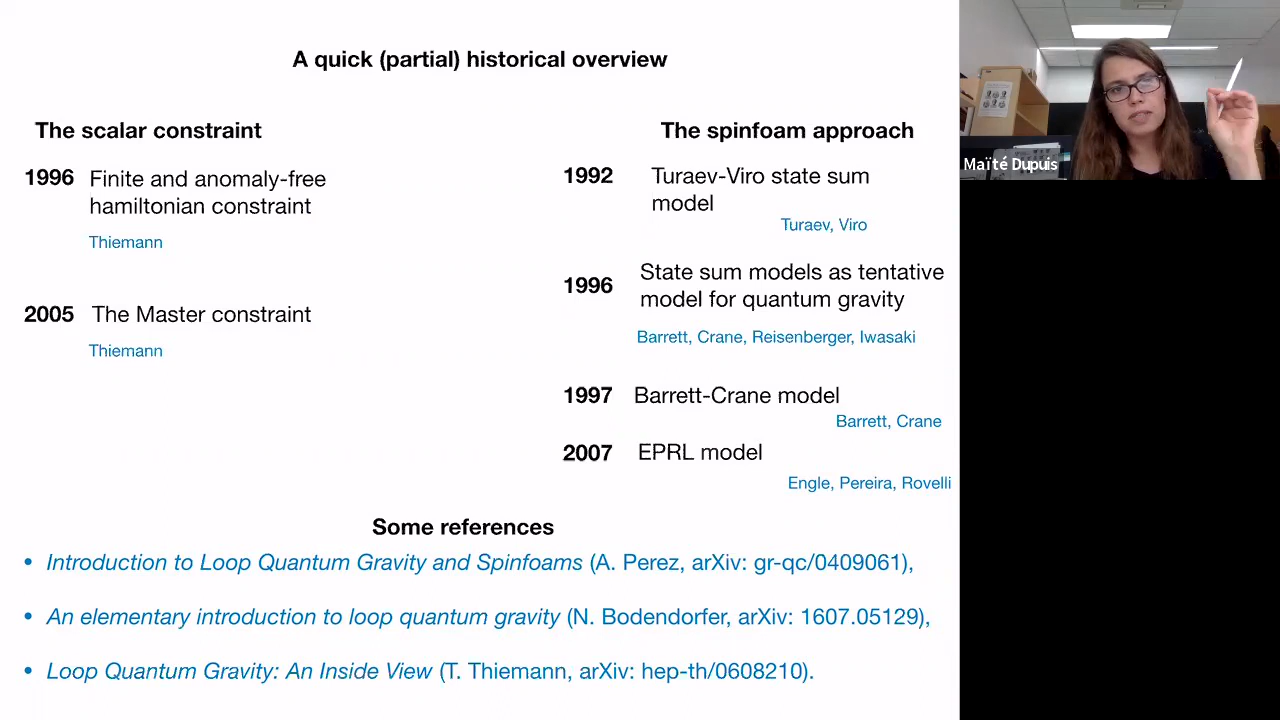 A quick (partial) historical overview
The scalar constraint
1996 Finite and anomaly-free
hamiltonian constraint
Thiemann
2005 The Master constraint
Thiemann
The spinfoam approach
1992 Turaev-Viro state sum
model
Turaev, Viro
1996 State sum models as tentative
model for quantum gravity
Barrett, Crane, Reisenberger, Iwasaki
1997 Barrett-Crane model
Barrett, Crane
2007 EPRL model
Engle, Pereira, Rovelli
Some references
• Introduction to Loop Quantum Gravity and Spinfoams (A. Perez, arXiv: gr-qc/0409061),
• An elementary introduction to loop quantum gravity (N. Bodendorfer, arXiv: 1607.05129),
• Loop Quantum Gravity: An Inside View (T. Thiemann, arXiv: hep-th/0608210).
Maïté Dupuis